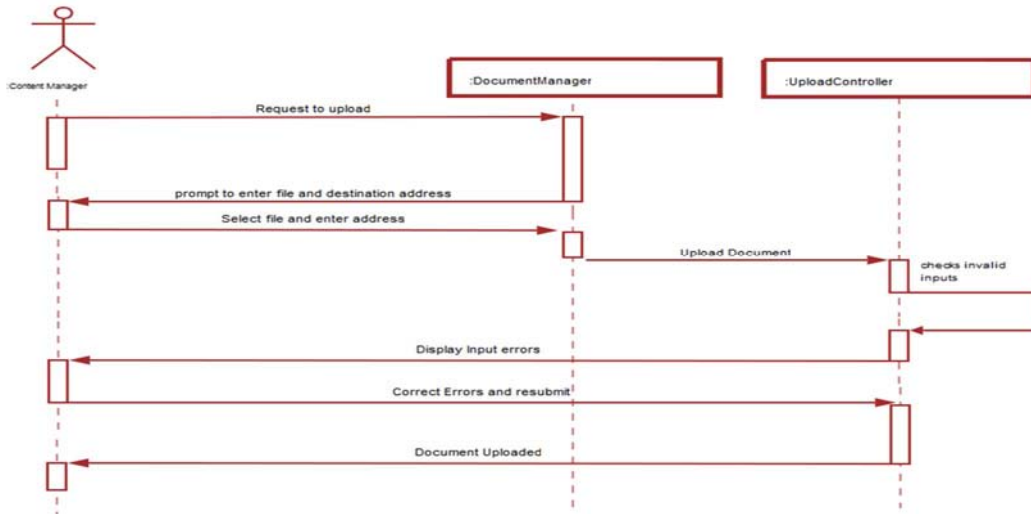 :Content Manager
:DocumentManager
:UploadController
Request to upload
prompt to enter file and destination address
Select file and enter address
Upload Document
checks invalid
inputs
Display Input errors
Correct Errors and resubmit
Document Uploaded